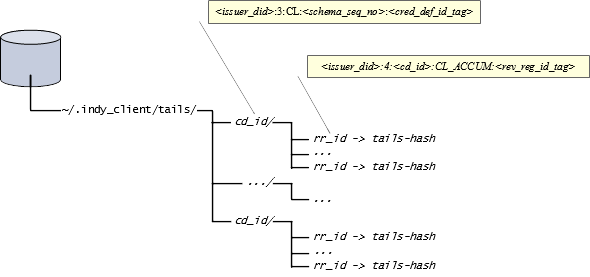 <issuer_did>:3:CL:<schema_seq_no>:<cred_def_id_tag>
<issuer_did>:4:<cd_id>:CL_ACCUM:<rev_reg_id_tag>
~/.indy_client/tails/
cd_id/
rr_id -> tails-hash
...
rr_id -> tails-hash
.../
...
cd_id/
rr_id -> tails-hash
...
rr_id -> tails-hash